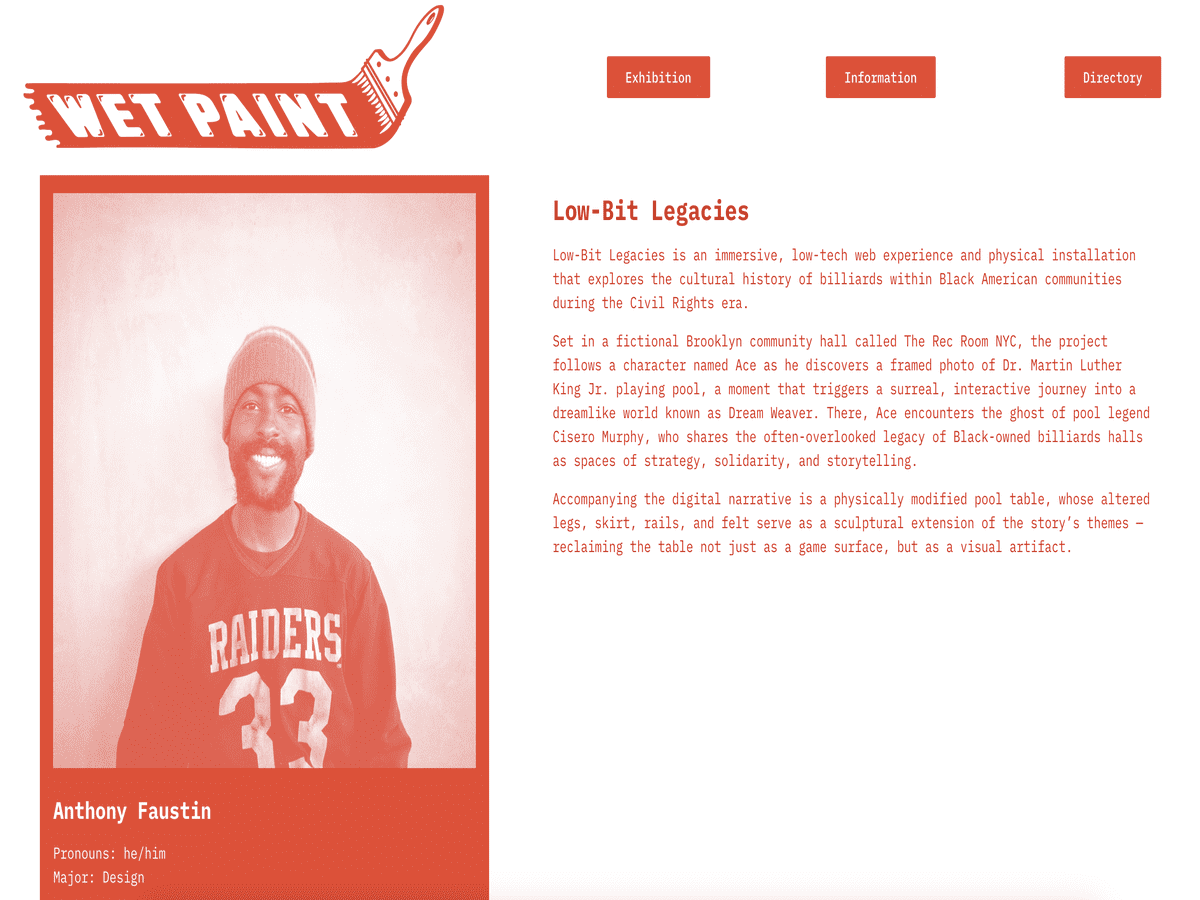 WET PAINT
Exhibition
Information
Directory
RAIDERS
33
Anthony Faustin
Pronouns: he/him
Major: Design
Low-Bit Legacies
Low-Bit Legacies is an immersive, low-tech web experience and physical installation
that explores the cultural history of billiards within Black American communities
during the Civil Rights era.
Set in a fictional Brooklyn community hall called The Rec Room NYC, the project
follows a character named Ace as he discovers a framed photo of Dr. Martin Luther
King Jr. playing pool, a moment that triggers a surreal, interactive journey into a
dreamlike world known as Dream Weaver. There, Ace encounters the ghost of pool legend
Cisero Murphy, who shares the often-overlooked legacy of Black-owned billiards halls
as spaces of strategy, solidarity, and storytelling.
Accompanying the digital narrative is a physically modified pool table, whose altered
legs, skirt, rails, and felt serve as a sculptural extension of the story’s themes —
reclaiming the table not just as a game surface, but as a visual artifact.